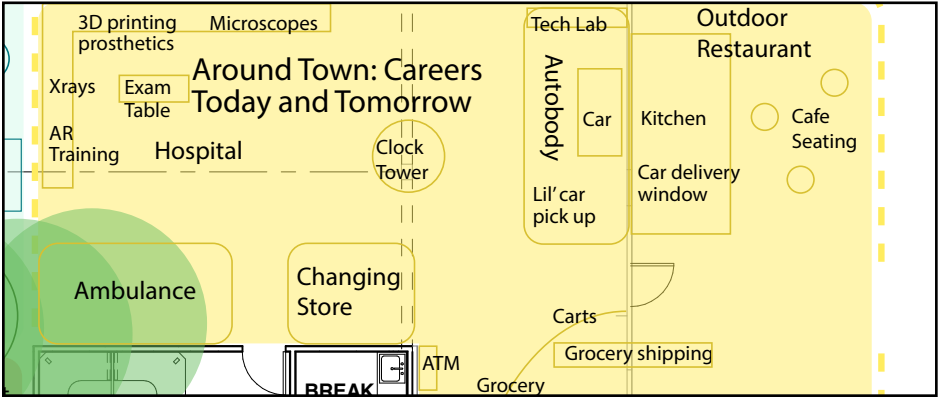 3D printing
prosthetics
Microscopes
Tech Lab
Outdoor
Restaurant
Around Town: Careers
Today and Tomorrow
Xrays
Exam
Table
AR
Training
Hospital
Clock
Tower
Autobody
Car
Lil’ car
pick up
Kitchen
Car delivery
window
Cafe
Seating
Ambulance
Changing
Store
Carts
Grocery shipping
ATM
Grocery
BREAK